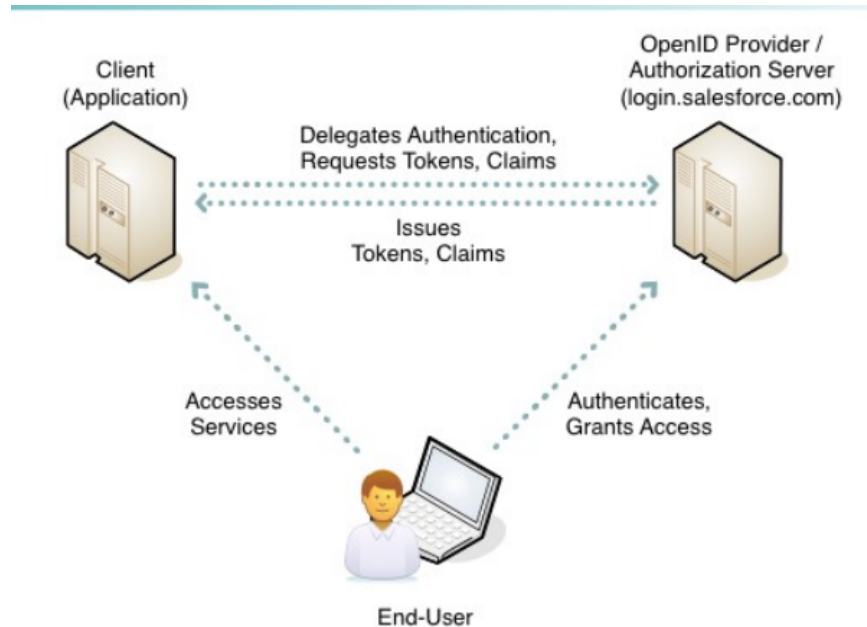 Client
(Application)
OpenID Provider /
Authorization Server
(login.salesforce.com)
Delegates Authentication,
Requests Tokens, Claims
Issues
Tokens, Claims
Accesses
Services
Authenticates,
Grants Access
End-User